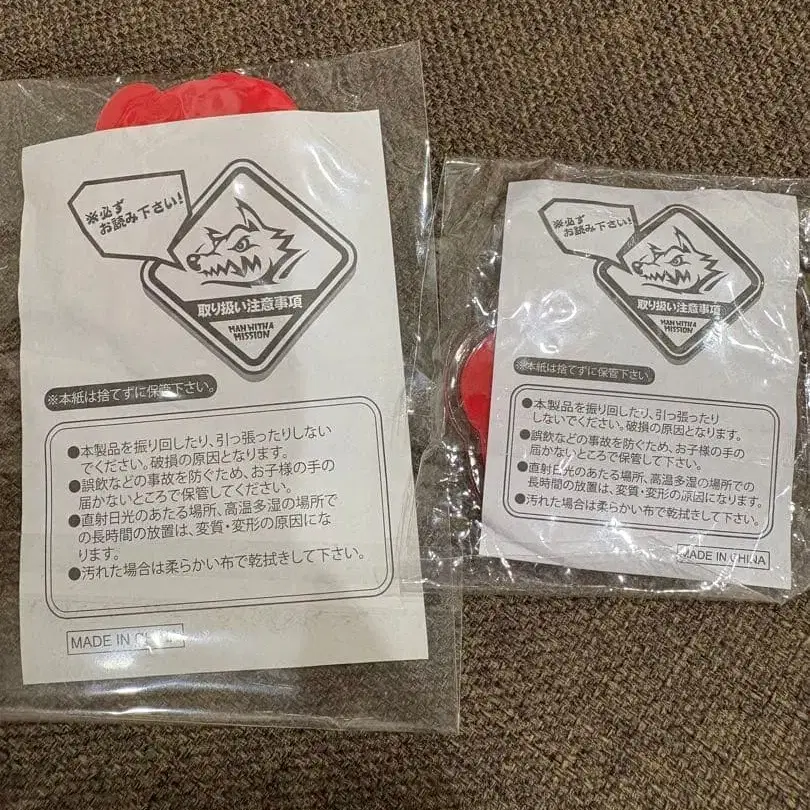 ※必ず
お読み下さい!
取り扱い注意事項
MAN WITH A
MISSION
※本紙は捨てずに保管下さい。
●本製品を振り回したり、引っ張ったりしない
でください。破損の原因となります。
●誤飲などの事故を防ぐため、お子様の手の
届かないところで保管してください。
●直射日光のあたる場所、高温多湿の場所で
の長時間の放置は、変質・変形の原因にな
ります。
●汚れた場合は柔らかい布で乾拭きして下さい。
MADE IN
※必ず
お読み下さい!
取り扱い注意事項
MAN WITH A
MISSION
※本紙は捨てずに保管下さい
●本製品を振り回したり、引っ張ったり
しないでください。破損の原因となります。
●誤飲などの事故を防ぐため、お子様の手の
届かないところで保管して下さい。
●直射日光のあたる場所、高温多湿の場所での
長時間の放置は、変質・変形の原因になります。
●汚れた場合は柔らかい布で乾拭きして下さい。
MADE IN CHINA